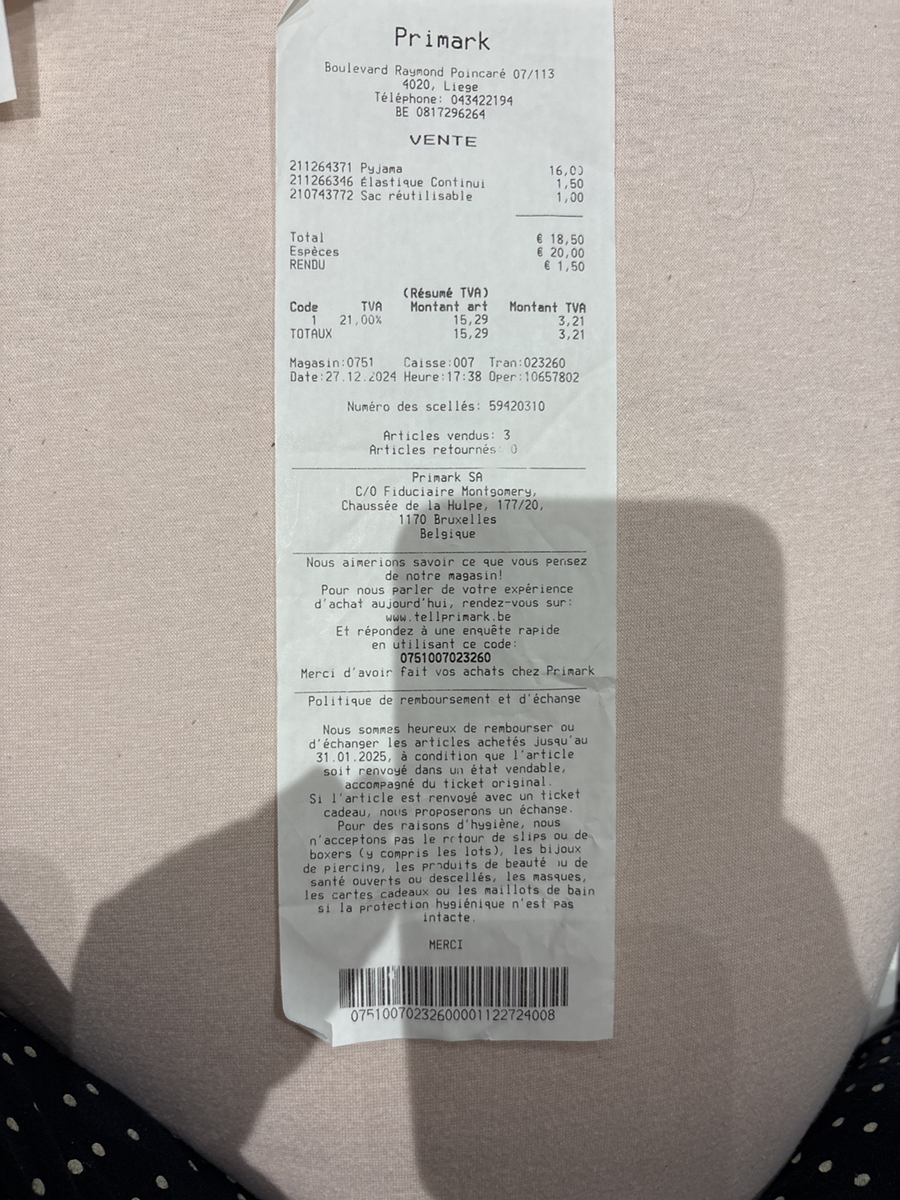 Primark
Boulevard Raymond Poincaré 07/113
4020, Liege
Téléphone: 043422194
BE 0817296264
VENTE
211264371 Pyjama 16,00
211266346 Élastique Continui 1,50
210743772 Sac réutilisable 1,00
Total € 18,50
Espèces € 20,00
RENDU € 1,50
(Résumé TVA)
Code TVA Montant art Montant TVA
1 21,00% 15,29 3,21
TOTAUX 15,29 3,21
Magasin:0751 Caisse:007 Tran:023260
Date:27.12.2024 Heure:17:38 Oper:10657802
Numéro des scellés: 59420310
Articles vendus: 3
Articles retournés: 0
Primark SA
C/O Fiduciaire Montgomery,
Chaussée de la Hulpe, 177/20,
1170 Bruxelles
Belgique
Nous aimerions savoir ce que vous pensez
de notre magasin!
Pour nous parler de votre expérience
d'achat aujourd'hui, rendez-vous sur:
www.tellprimark.be
Et répondez à une enquête rapide
en utilisant ce code:
0751007023260
Merci d'avoir fait vos achats chez Primark
Politique de remboursement et d'échange
Nous sommes heureux de rembourser ou
d'échanger les articles achetés jusqu'au
31.01.2025, à condition que l'article
soit renvoyé dans un état vendable,
accompagné du ticket original.
Si l'article est renvoyé avec un ticket
cadeau, nous proposerons un échange.
Pour des raisons d'hygiène, nous
n'acceptons pas le retour de slips ou de
boxers (y compris les lots), les bijoux
de piercing, les produits de beauté ou de
santé ouverts ou descellés, les masques,
les cartes cadeaux ou les maillots de bain
si la protection hygiénique n'est pas
intacte.
MERCI
07510070232600001122724008